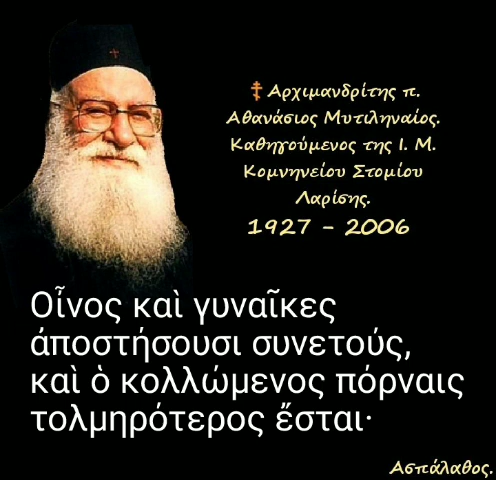 ‡ Αρχιμανδρίτης π.
Αθανάσιος Μυτιληναίος.
Καθηγούμενος της Ι. Μ.
Κομνηνείου Στομίου
Λαρίσης.
1927 - 2006
Οἶνος καὶ γυναῖκες
ἀποστήσουσι συνετούς,
καὶ ὁ κολλώμενος πόρναις
τολμηρότερος ἔσται·
Ασπάλαθος.